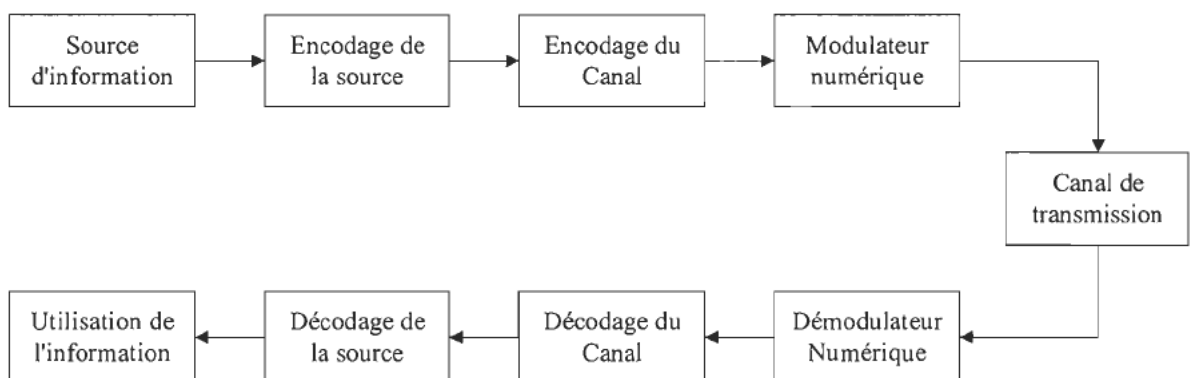 Source
d'information
Encodage de
la source
Encodage du
Canal
Modulateur
numérique
Canal de
transmission
Utilisation de
l'information
Décodage de
la source
Décodage du
Canal
Démodulateur
Numérique